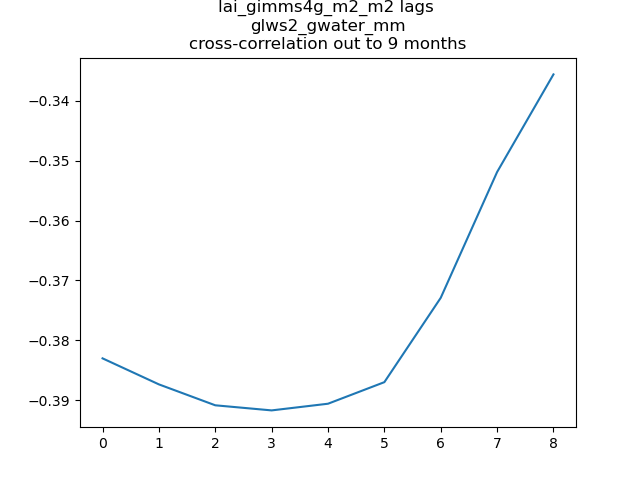 lai_gimms4g_m2_m2 lags
glws2_gwater_mm
cross-correlation out to 9 months
−0.34
−0.35
−0.36
−0.37
−0.38
−0.39
0 1 2 3 4 5 6 7 8